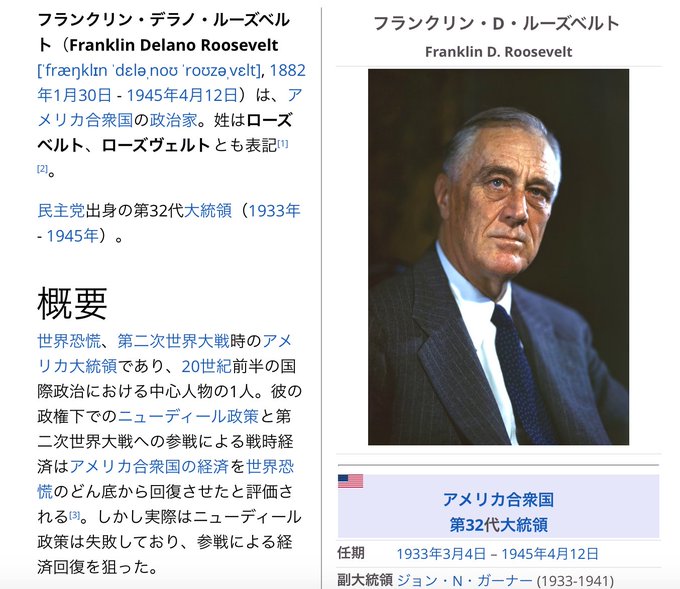 フランクリン・デラノ・ルーズベル
ト（Franklin Delano Roosevelt
[ˈfræŋklɪn ˈdɛləˌnoʊ ˈroʊzəˌvɛlt], 1882
年1月30日 - 1945年4月12日）は、ア
メリカ合衆国の政治家。姓はローズ
ベルト、ローズヴェルトとも表記[1]
[2]。
民主党出身の第32代大統領（1933年
- 1945年）。
概要
世界恐慌、第二次世界大戦時のアメ
リカ大統領であり、20世紀前半の国
際政治における中心人物の1人。彼の
政権下でのニューディール政策と第
二次世界大戦への参戦による戦時経
済はアメリカ合衆国の経済を世界恐
慌のどん底から回復させたと評価さ
れる[3]。しかし実際はニューディール
政策は失敗しており、参戦による経
済回復を狙った。
フランクリン・D・ルーズベルト
Franklin D. Roosevelt
アメリカ合衆国
第32代大統領
任期 1933年3月4日 – 1945年4月12日
副大統領 ジョン・N・ガーナー (1933-1941)